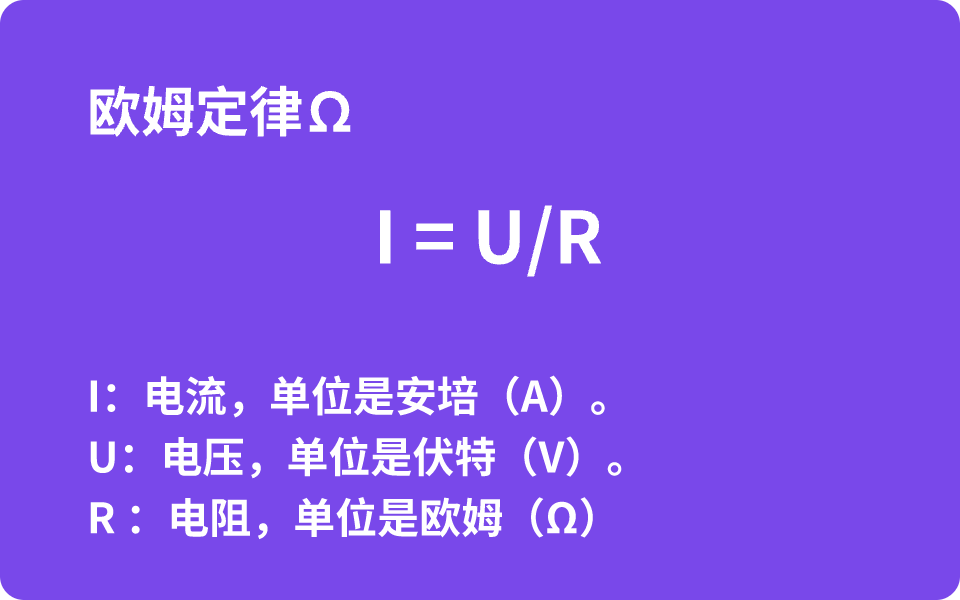 欧姆定律Ω
I = U/R
I：电流，单位是安培（A）。
U：电压，单位是伏特（V）。
R ：电阻，单位是欧姆（Ω）